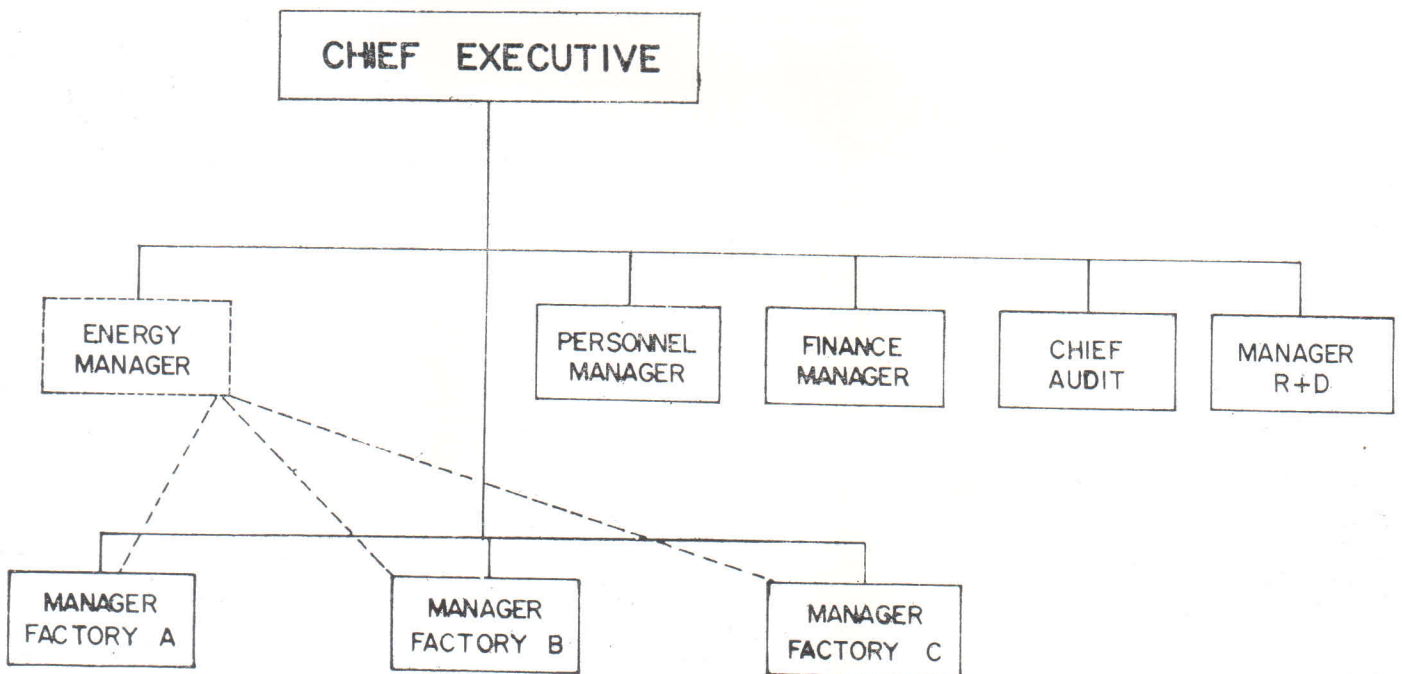 CHIEF EXECUTIVE
ENERGY
MANAGER
PERSONNEL
MANAGER
FINANCE
MANAGER
CHIEF
AUDIT
MANAGER
R+D
MANAGER
FACTORY A
MANAGER
FACTORY B
MANAGER
FACTORY C